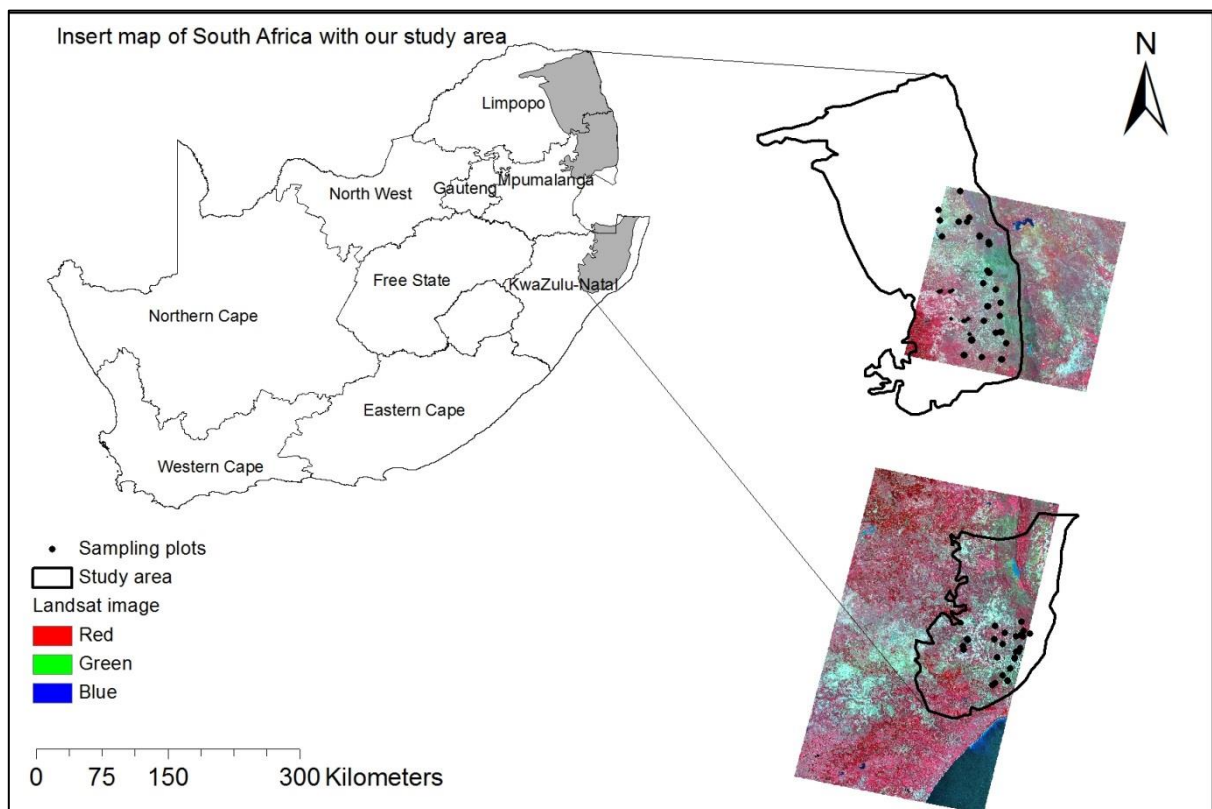 Insert map of South Africa with our study area
N
Limpopo
North West
Gauteng
Mpumalanga
Free State
KwaZulu-Natal
Northern Cape
Eastern Cape
Western Cape
Sampling plots
Study area
Landsat image
Red
Green
Blue
0 75 150 300 Kilometers